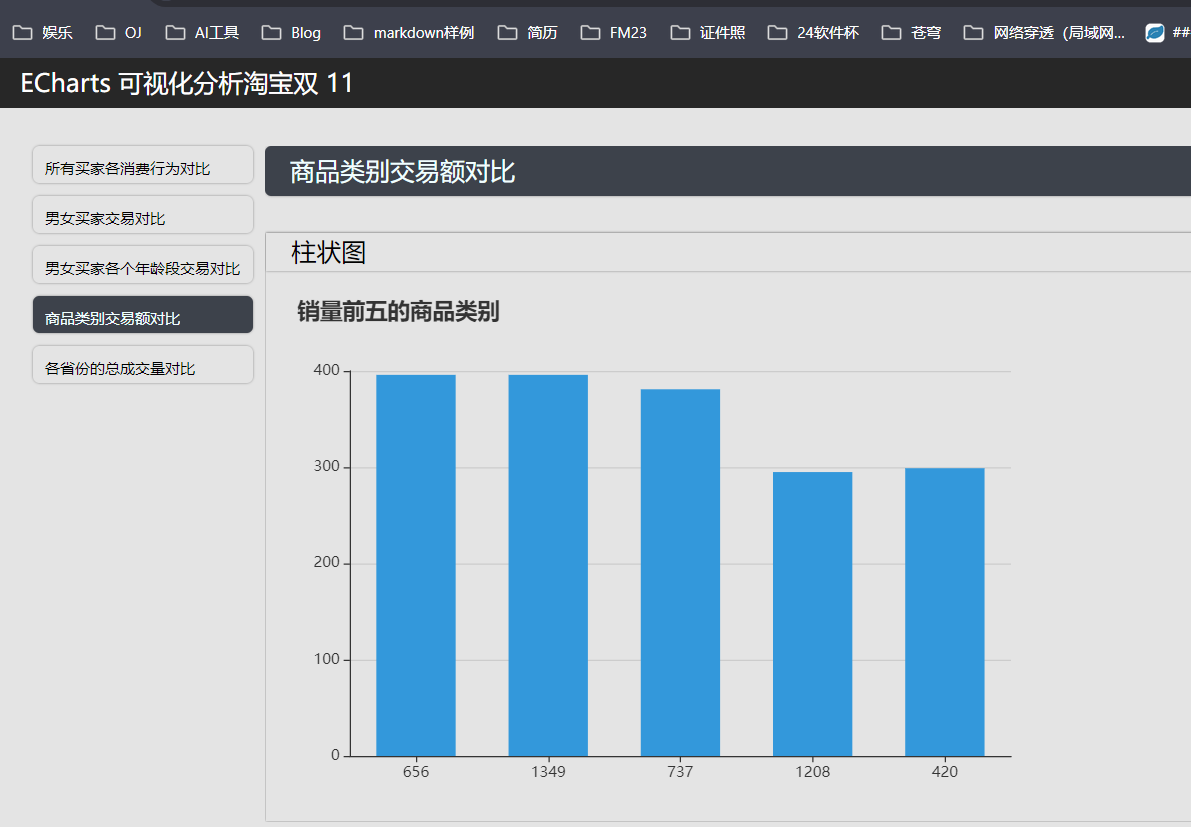 娱乐 OJ AI工具 Blog markdown样例 简历 FM23 证件照 24软件杯 苍穹 网络穿透（局域网... ##
ECharts 可视化分析淘宝双 11
所有买家各消费行为对比
男女买家交易对比
男女买家各个年龄段交易对比
商品类别交易额对比
各省份的总成交量对比
商品类别交易额对比
柱状图
销量前五的商品类别
400
300
200
100
0
656 1349 737 1208 420